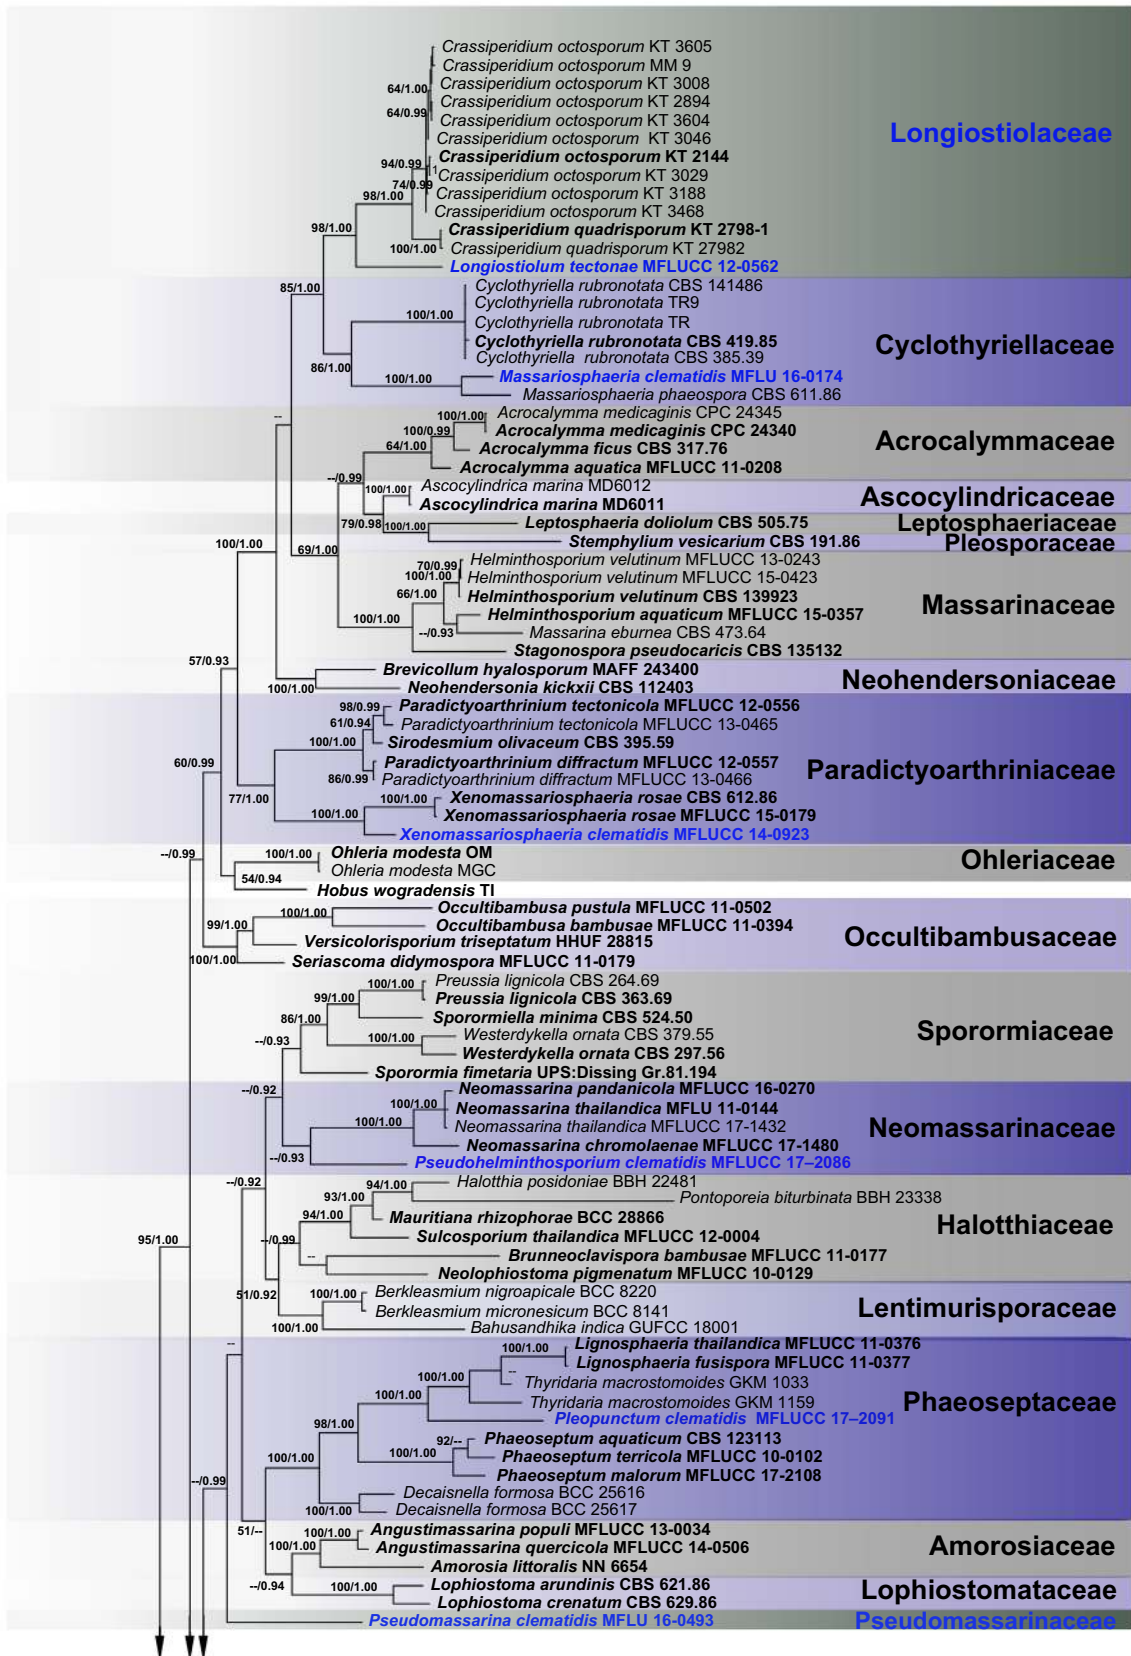 Crassiperidium octosporum KT 3605
Crassiperidium octosporum MM 9
Crassiperidium octosporum KT 3008
64/1.00
Crassiperidium octosporum KT 2894
64/0.99
Crassiperidium octosporum KT 3604
Crassiperidium octosporum KT 3046
Longiostiolaceae
Crassiperidium octosporum KT 2144
94/0.99
1
Crassiperidium octosporum KT 3029
74/0.99
Crassiperidium octosporum KT 3188
98/1.00
Crassiperidium octosporum KT 3468
98/1.00
Crassiperidium quadrisporum KT 2798-1
100/1.00
Crassiperidium quadrisporum KT 27982
Longiostiolum tectonae MFLUCC 12-0562
85/1.00
Cyclothyriella rubronotata CBS 141486
Cyclothyriella rubronotata TR9
100/1.00
Cyclothyriella rubronotata TR
Cyclothyriella rubronotata CBS 419.85
Cyclothyriellaceae
Cyclothyriella rubronotata CBS 385.39
86/1.00
100/1.00
Massariosphaeria clematidis MFLU 16-0174
Massariosphaeria phaeospora CBS 611.86
--
100/1.00
Acrocalymma medicaginis CPC 24345
100/0.99
Acrocalymma medicaginis CPC 24340
64/1.00
Acrocalymma ficus CBS 317.76
Acrocalymmaceae
Acrocalymma aquatica MFLUCC 11-0208
--/0.99
100/1.00
Ascocylindrica marina MD6012
Ascocylindrica marina MD6011
Ascocylindricaceae
79/0.98
100/1.00
Leptosphaeria doliolum CBS 505.75
Leptosphaeriaceae
Stemphylium vesicarium CBS 191.86
Pleosporaceae
100/1.00
69/1.00
70/0.99
Helminthosporium velutinum MFLUCC 13-0243
100/1.00
Helminthosporium velutinum MFLUCC 15-0423
66/1.00
Helminthosporium velutinum CBS 139923
Massarinaceae
100/1.00
Helminthosporium aquaticum MFLUCC 15-0357
--/0.93
Massarina eburnea CBS 473.64
Stagonospora pseudocaricis CBS 135132
57/0.93
Brevicollum hyalosporum MAFF 243400
100/1.00
Neohendersonia kickxii CBS 112403
Neohendersoniaceae
98/0.99
Paradictyoarthrinium tectonicola MFLUCC 12-0556
61/0.94
Paradictyoarthrinium tectonicola MFLUCC 13-0465
100/1.00
Sirodesmium olivaceum CBS 395.59
60/0.99
Paradictyoarthrinium diffractum MFLUCC 12-0557
Paradictyoarthriniaceae
86/0.99
Paradictyoarthrinium diffractum MFLUCC 13-0466
77/1.00
100/1.00
Xenomassariosphaeria rosae CBS 612.86
100/1.00
Xenomassariosphaeria rosae MFLUCC 15-0179
Xenomassariosphaeria clematidis MFLUCC 14-0923
--/0.99
100/1.00
Ohleria modesta OM
Ohleriaceae
Ohleria modesta MGC
54/0.94
Hobus wogradensis TI
100/1.00
Occultibambusa pustula MFLUCC 11-0502
99/1.00
Occultibambusa bambusae MFLUCC 11-0394
Occultibambusaceae
Versicolorisporium triseptatum HHUF 28815
100/1.00
Seriascoma didymospora MFLUCC 11-0179
100/1.00
Preussia lignicola CBS 264.69
99/1.00
Preussia lignicola CBS 363.69
86/1.00
Sporormiella minima CBS 524.50
Sporormiaceae
--/0.93
100/1.00
Westerdykella ornata CBS 379.55
Westerdykella ornata CBS 297.56
Sporormia fimetaria UPS:Dissing Gr.81.194
--/0.92
Neomassarina pandanicola MFLUCC 16-0270
100/1.00
Neomassarina thailandica MFLU 11-0144
100/1.00
Neomassarina thailandica MFLUCC 17-1432
Neomassarinaceae
Neomassarina chromolaenae MFLUCC 17-1480
--/0.93
Pseudohelminthosporium clematidis MFLUCC 17–2086
--/0.92
94/1.00
Halotthia posidoniae BBH 22481
93/1.00
Pontoporeia biturbinata BBH 23338
94/1.00
Mauritiana rhizophorae BCC 28866
Halotthiaceae
--/0.99
Sulcosporium thailandica MFLUCC 12-0004
95/1.00
--
Brunneoclavispora bambusae MFLUCC 11-0177
Neolophiostoma pigmenatum MFLUCC 10-0129
51/0.92
100/1.00
Berkleasmium nigroapicale BCC 8220
Berkleasmium micronesicum BCC 8141
Lentimurisporaceae
100/1.00
Bahusandhika indica GUFCC 18001
--
100/1.00
Lignosphaeria thailandica MFLUCC 11-0376
Lignosphaeria fusispora MFLUCC 11-0377
100/1.00
--
Thyridaria macrostomoides GKM 1033
100/1.00
Thyridaria macrostomoides GKM 1159
Phaeoseptaceae
Pleopunctum clematidis MFLUCC 17–2091
98/1.00
92/--
Phaeoseptum aquaticum CBS 123113
100/1.00
100/1.00
Phaeoseptum terricola MFLUCC 10-0102
Phaeoseptum malorum MFLUCC 17-2108
--/0.99
Decaisnella formosa BCC 25616
100/1.00
Decaisnella formosa BCC 25617
51/--
100/1.00
Angustimassarina populi MFLUCC 13-0034
100/1.00
Angustimassarina quercicola MFLUCC 14-0506
Amorosiaceae
Amorosia littoralis NN 6654
--/0.94
100/1.00
Lophiostoma arundinis CBS 621.86
Lophiostomataceae
Lophiostoma crenatum CBS 629.86
Pseudomassarina clematidis MFLU 16-0493
Pseudomassarinaceae